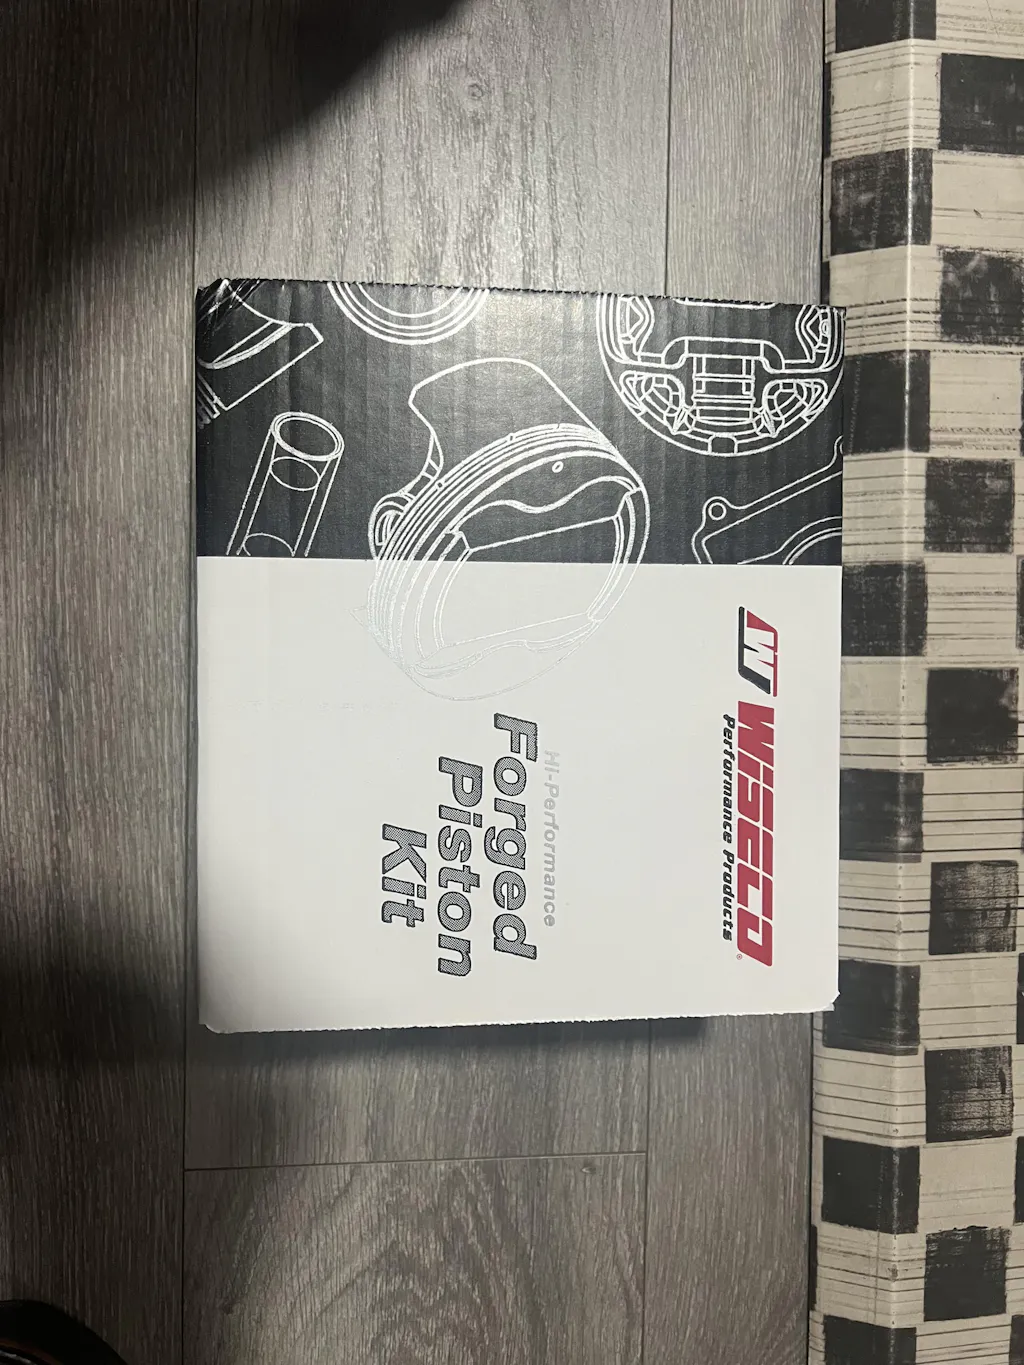 WISECO®
Performance Products
Hi-Performance
Forged
Piston
Kit